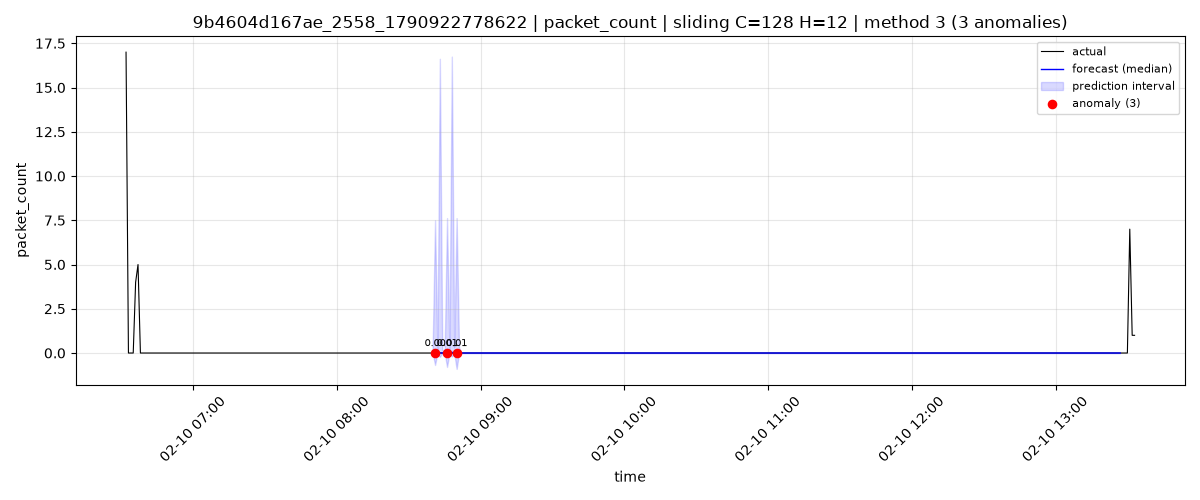 9b4604d167ae_2558_1790922778622 | packet_count | sliding C=128 H=12 | method 3 (3 anomalies)
actual
forecast (median)
prediction interval
anomaly (3)
packet_count
17.5
15.0
12.5
10.0
7.5
5.0
2.5
0.0
02-10 07:00
02-10 08:00
02-10 09:00
02-10 10:00
02-10 11:00
02-10 12:00
02-10 13:00
time